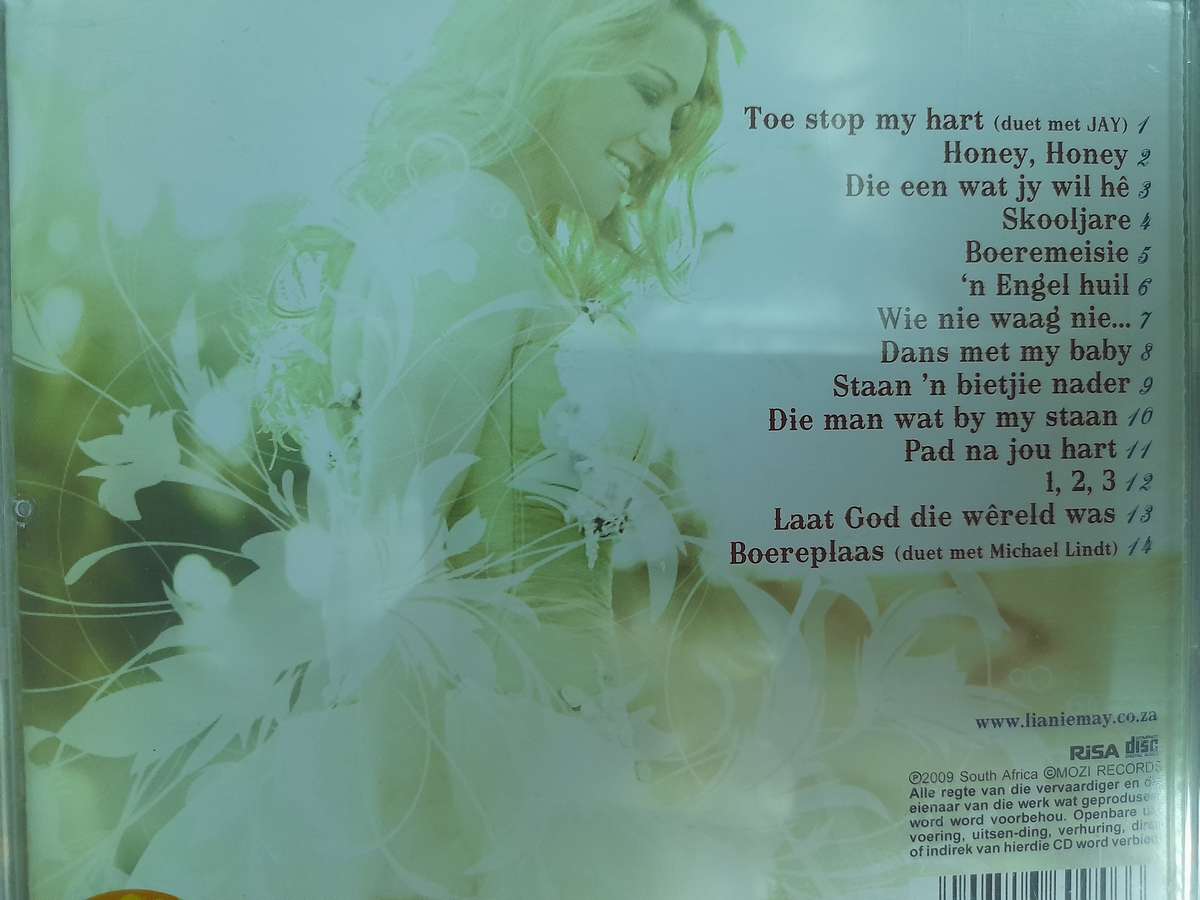 Toe stop my hart (duet met JAY) 1
Honey, Honey 2
Die een wat jy wil hê 3
Skooljare 4
Boeremeisie 5
‘n Engel huil 6
Wie nie waag nie... 7
Dans met my baby 8
Staan ’n bietjie nader 9
Die man wat by my staan 10
Pad na jou hart 11
1, 2, 3 12
Laat God die wêreld was 13
Boereplaas (duet met Michael Lindt) 14
www.lianiemay.co.za
RiSA disc
℗2009 South Africa ©MOZI RECORDS
Alle regte van die vervaardiger en
eienaar van die werk wat
word word voorbehou. Openbare
voering, uitsen-ding, verhuring,
of indirek van hierdie CD word